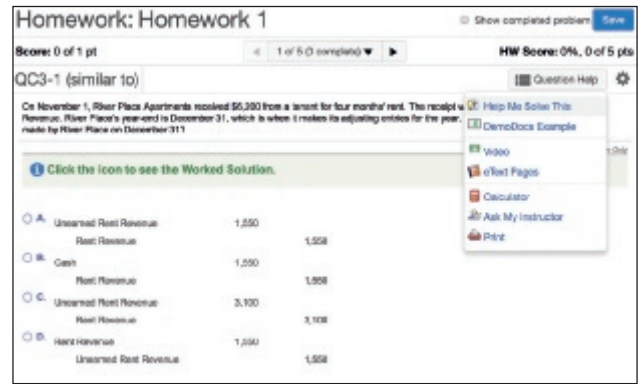 Homework: Homework 1
Show completed problem Save
Score: 0 of 1 pt
1 of 5 (0 complete)
HW Score: 0%, 0 of 5 pts
QC3-1 (similar to)
Question Help
On November 1, River Place Apartments received $6,200 from a tenant for four months' rent. The receipt w
Revenue. River Place's year-end is December 31, which is when it makes its adjusting entries for the year.
made by River Place on December 31?
Help Me Solve This
DemoDocs Example
Video
eText Pages
Calculator
Ask My Instructor
Print
Click the icon to see the Worked Solution.
A. Unearned Rent Revenue 1,550
Rent Revenue 1,550
B. Cash 1,550
Rent Revenue 1,550
C. Unearned Rent Revenue 3,100
Rent Revenue 3,100
D. Rent Revenue 1,550
Unearned Rent Revenue 1,550